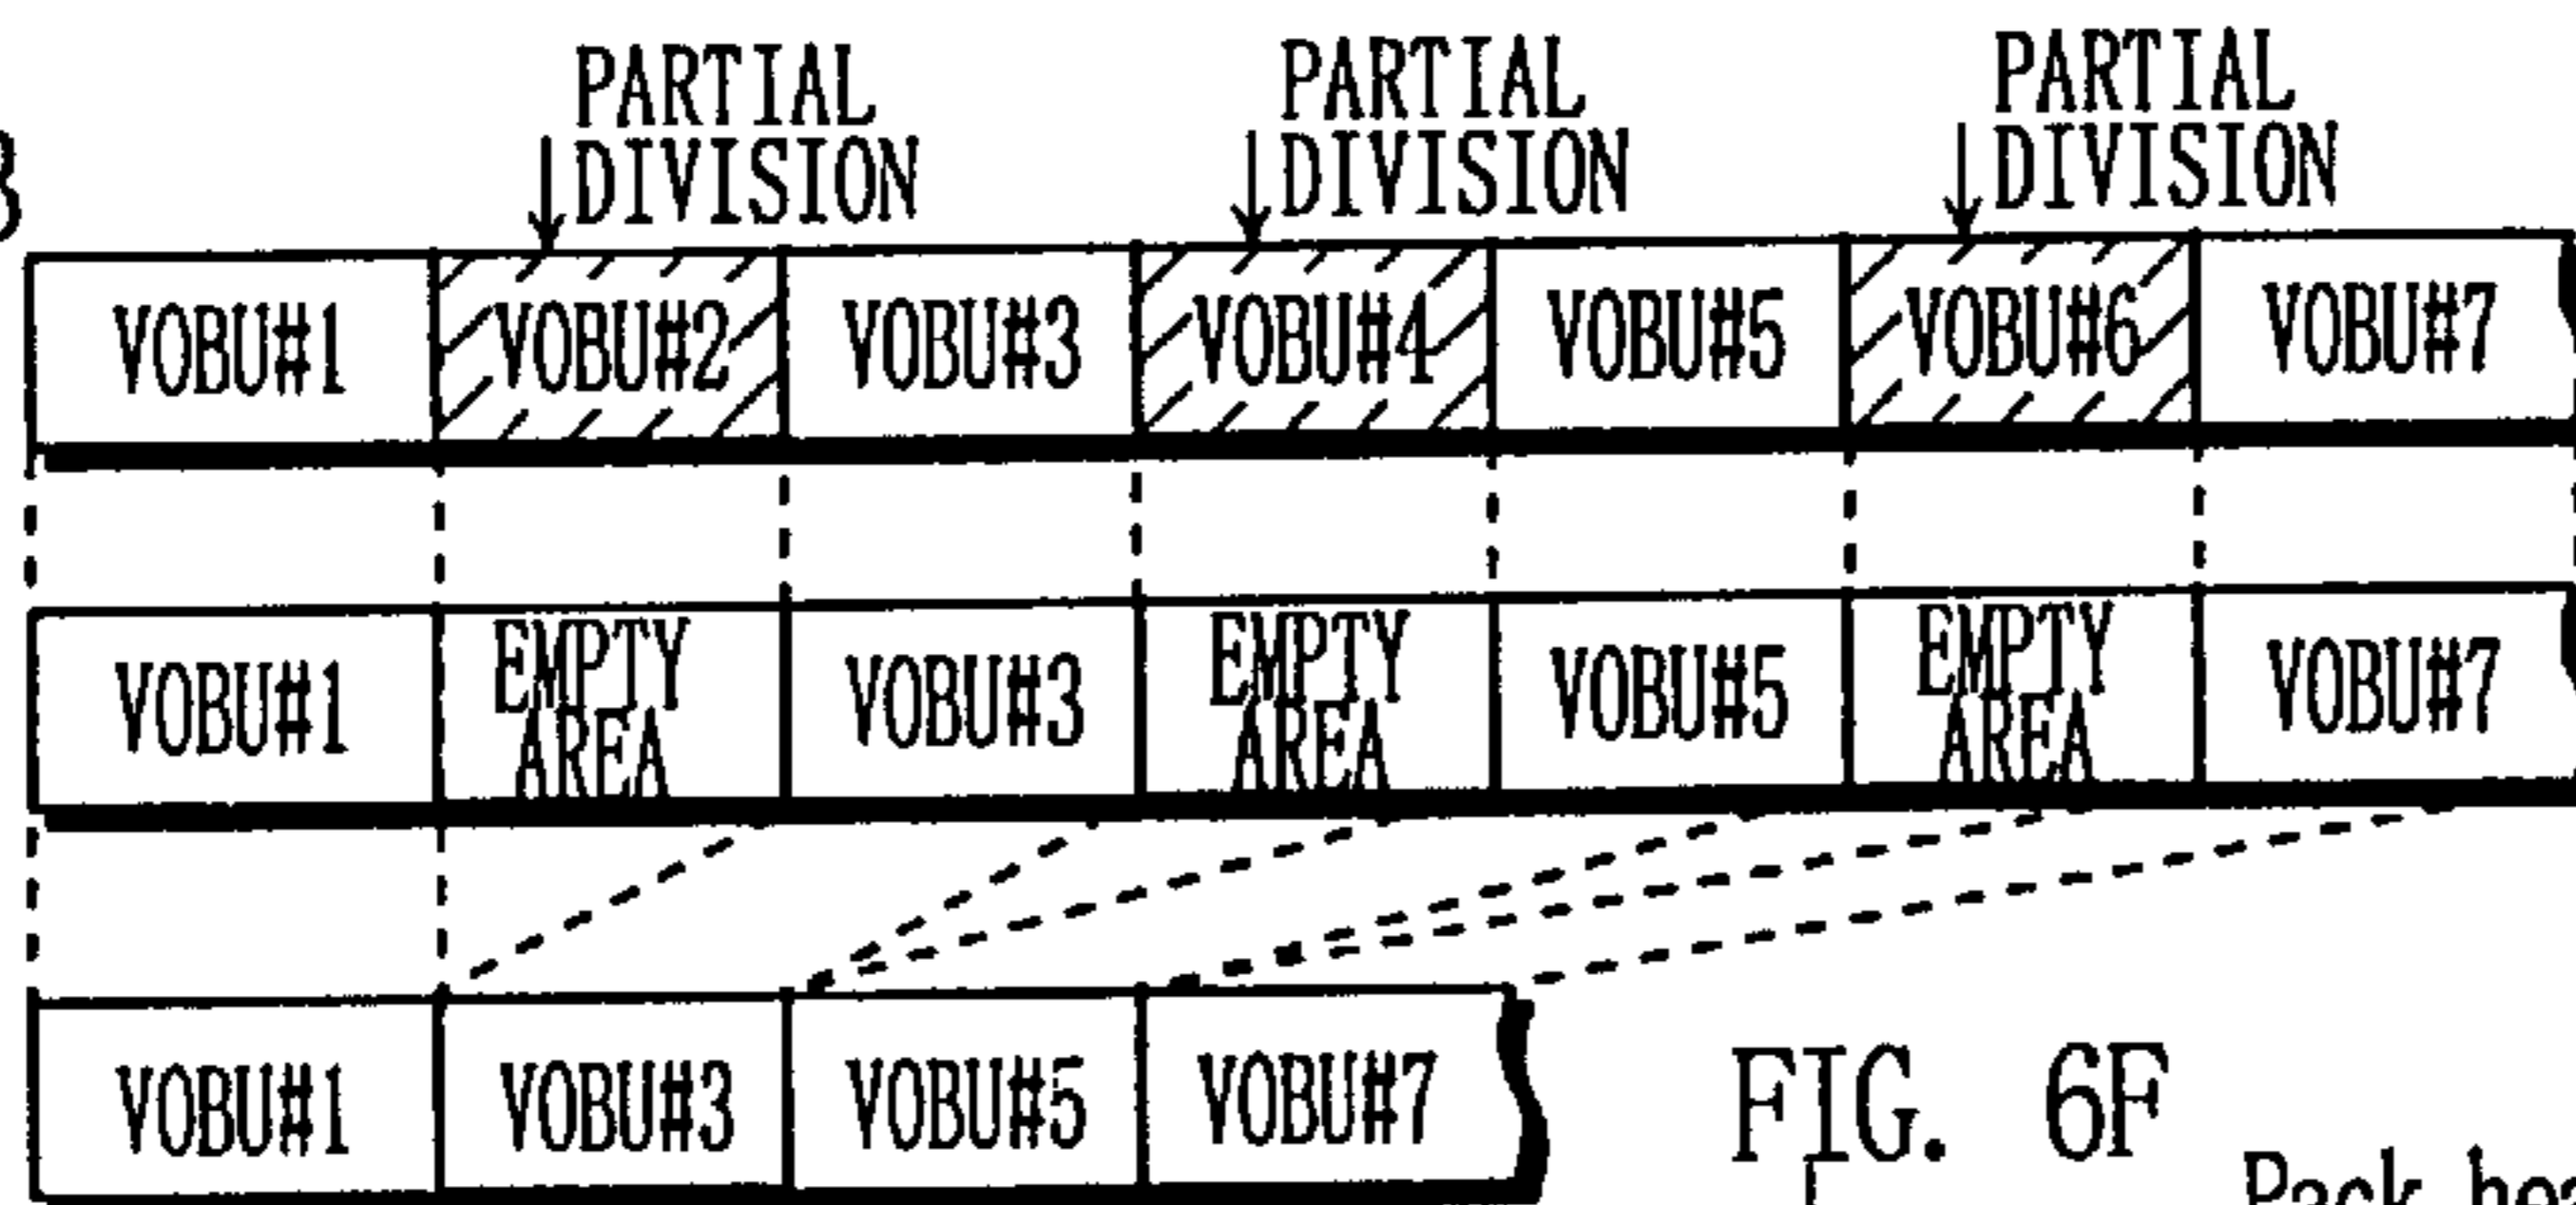 PARTIAL DIVISION
PARTIAL DIVISION
PARTIAL DIVISION
VOBU#1 VOBU#2 VOBU#3 VOBU#4 VOBU#5 VOBU#6 VOBU#7
VOBU#1 EMPTY AREA VOBU#3 EMPTY AREA VOBU#5 EMPTY AREA VOBU#7
VOBU#1 VOBU#3 VOBU#5 VOBU#7
FIG. 6F
Pack